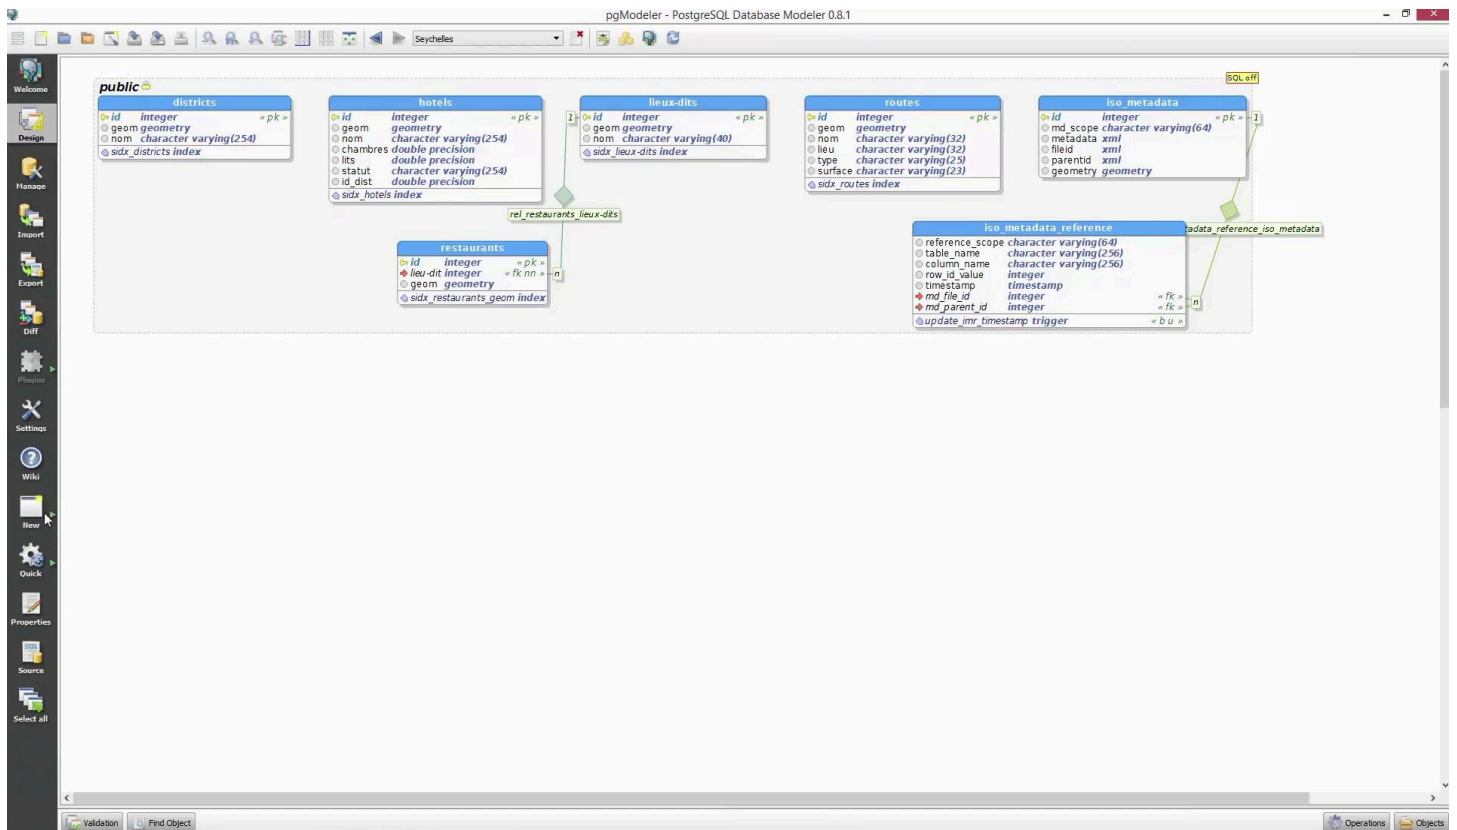 pgModeler - PostgreSQL Database Modeler 0.8.1
Seychelles
Welcome
Design
Manage
Import
Export
Diff
Plugins
Settings
Wiki
New
Quick
Properties
Source
Select all
public
SQL off
districts
id integer « pk »
geom geometry
nom character varying(254)
sidx_districts index
hotels
id integer « pk »
geom geometry
nom character varying(254)
chambres double precision
lits double precision
statut character varying(254)
id_dist double precision
sidx_hotels index
1
lieux-dits
id integer « pk »
geom geometry
nom character varying(40)
sidx_lieux-dits index
routes
id integer « pk »
geom geometry
nom character varying(32)
lieu character varying(32)
type character varying(25)
surface character varying(23)
sidx_routes index
iso_metadata
id integer « pk »
md_scope character varying(64)
metadata xml
fileid xml
parentid xml
geometry geometry
1
rel_restaurants_lieux-dits
restaurants
id integer « pk »
lieu-dit integer « fk nn »
geom geometry
sidx_restaurants_geom index
n
iso_metadata_reference
reference_scope character varying(64)
table_name character varying(256)
column_name character varying(256)
row_id_value integer
timestamp timestamp
md_file_id integer « fk »
md_parent_id integer « fk »
update_imr_timestamp trigger « b u »
adata_reference_iso_metadata
n
Validation
Find Object
Operations
Objects